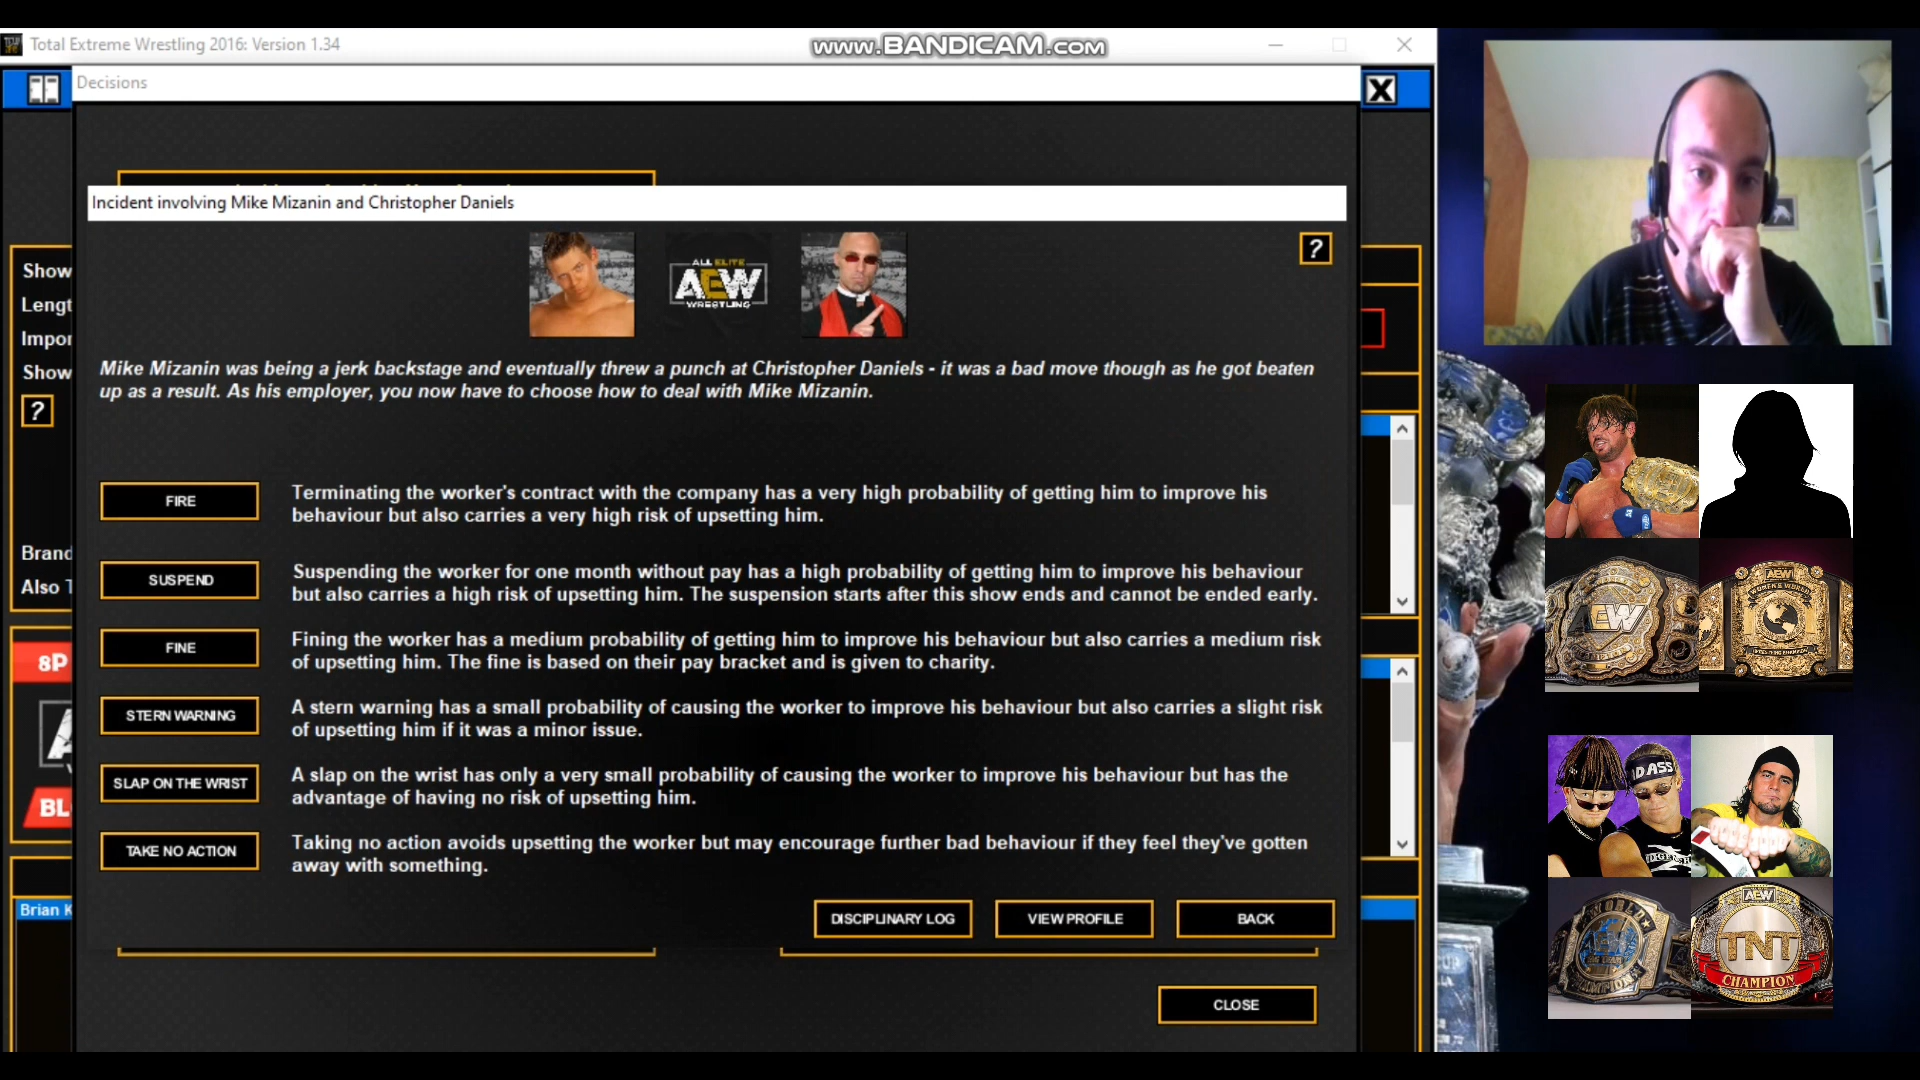 Total Extreme Wrestling 2016: Version 1.34
www.BANDICAM.com
Decisions
Incident involving Mike Mizanin and Christopher Daniels
?
ALL ELITE
AEW
WRESTLING
Mike Mizanin was being a jerk backstage and eventually threw a punch at Christopher Daniels - it was a bad move though as he got beaten
up as a result. As his employer, you now have to choose how to deal with Mike Mizanin.
FIRE
Terminating the worker's contract with the company has a very high probability of getting him to improve his
behaviour but also carries a very high risk of upsetting him.
SUSPEND
Suspending the worker for one month without pay has a high probability of getting him to improve his behaviour
but also carries a high risk of upsetting him. The suspension starts after this show ends and cannot be ended early.
FINE
Fining the worker has a medium probability of getting him to improve his behaviour but also carries a medium risk
of upsetting him. The fine is based on their pay bracket and is given to charity.
STERN WARNING
A stern warning has a small probability of causing the worker to improve his behaviour but also carries a slight risk
of upsetting him if it was a minor issue.
SLAP ON THE WRIST
A slap on the wrist has only a very small probability of causing the worker to improve his behaviour but has the
advantage of having no risk of upsetting him.
TAKE NO ACTION
Taking no action avoids upsetting the worker but may encourage further bad behaviour if they feel they've gotten
away with something.
DISCIPLINARY LOG
VIEW PROFILE
BACK
CLOSE
Show
Lengt
Impor
Show
?
Brand
Also T
8P
BL
Brian K
X
AEW
TNT
CHAMPION